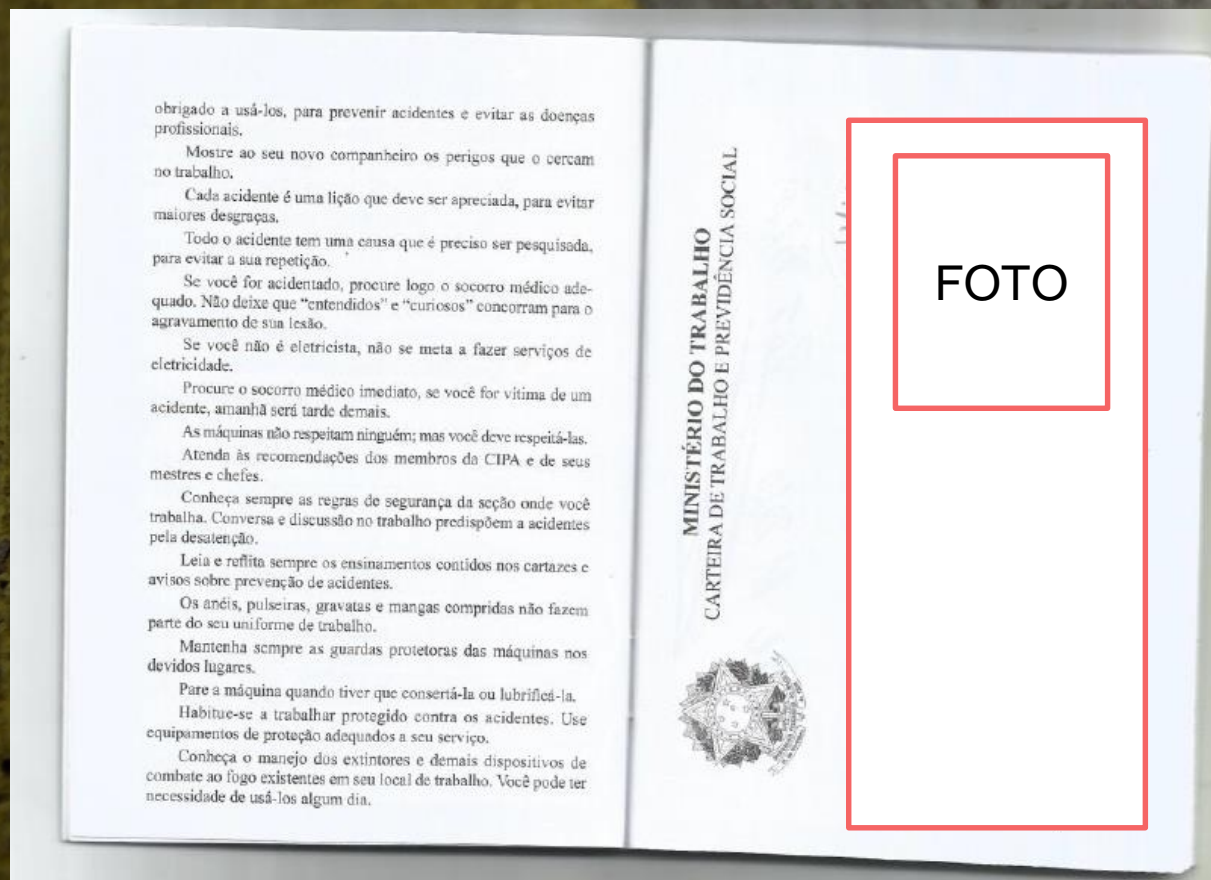 obrigado a usá-los, para prevenir acidentes e evitar as doenças
profissionais.
Mostre ao seu novo companheiro os perigos que o cercam
no trabalho.
Cada acidente é uma lição que deve ser apreciada, para evitar
maiores desgraças.
Todo o acidente tem uma causa que é preciso ser pesquisada,
para evitar a sua repetição.
Se você for acidentado, procure logo o socorro médico ade-
quado. Não deixe que “entendidos” e “curiosos” concorram para o
agravamento de sua lesão.
Se você não é eletricista, não se meta a fazer serviços de
eletricidade.
Procure o socorro médico imediato, se você for vítima de um
acidente, amanhã será tarde demais.
As máquinas não respeitam ninguém; mas você deve respeitá-las.
Atenda às recomendações dos membros da CIPA e de seus
mestres e chefes.
Conheça sempre as regras de segurança da seção onde você
trabalha. Conversa e discussão no trabalho predispõem a acidentes
pela desatenção.
Leia e reflita sempre os ensinamentos contidos nos cartazes e
avisos sobre prevenção de acidentes.
Os anéis, pulseiras, gravatas e mangas compridas não fazem
parte do seu uniforme de trabalho.
Mantenha sempre as guardas protetoras das máquinas nos
devidos lugares.
Pare a máquina quando tiver que consertá-la ou lubrificá-la.
Habitue-se a trabalhar protegido contra os acidentes. Use
equipamentos de proteção adequados a seu serviço.
Conheça o manejo dos extintores e demais dispositivos de
combate ao fogo existentes em seu local de trabalho. Você pode ter
necessidade de usá-los algum dia.
MINISTÉRIO DO TRABALHO
CARTEIRA DE TRABALHO E PREVIDÊNCIA SOCIAL
FOTO